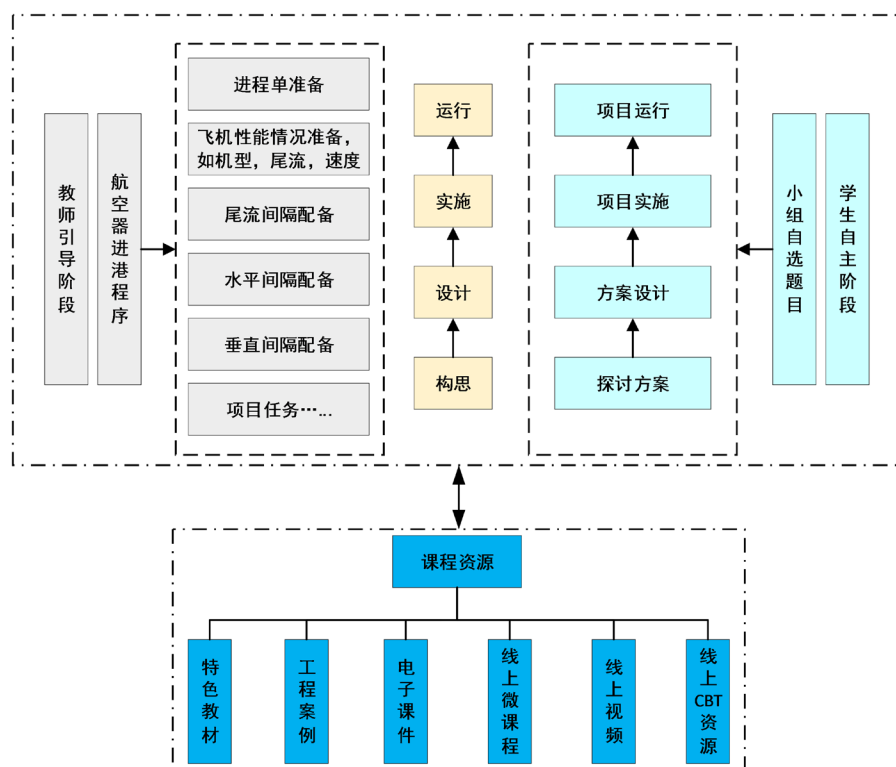 教师引导阶段
航空器进港程序
进程单准备
飞机性能情况准备，
如机型，尾流，速度
尾流间隔配备
水平间隔配备
垂直间隔配备
项目任务…...
运行
实施
设计
构思
项目运行
项目实施
方案设计
探讨方案
小组自选题目
学生自主阶段
课程资源
特色教材
工程案例
电子课件
线上微课程
线上视频
线上CBT资源